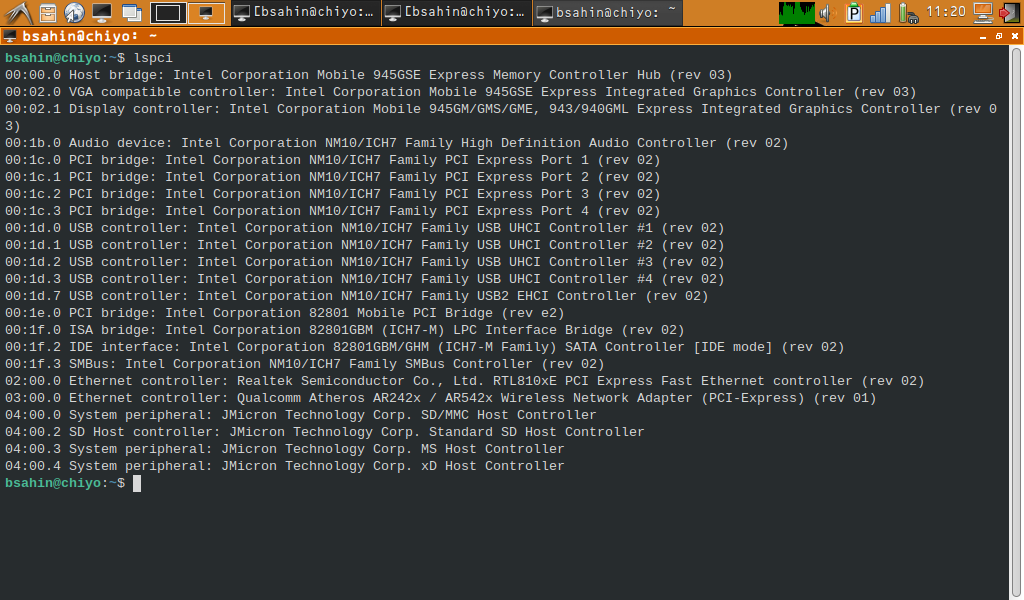 [bsahin@chiyo:...
[bsahin@chiyo:...
bsahin@chiyo: ~
P
11:20
bsahin@chiyo: ~
bsahin@chiyo:~$ lspci
00:00.0 Host bridge: Intel Corporation Mobile 945GSE Express Memory Controller Hub (rev 03)
00:02.0 VGA compatible controller: Intel Corporation Mobile 945GSE Express Integrated Graphics Controller (rev 03)
00:02.1 Display controller: Intel Corporation Mobile 945GM/GMS/GME, 943/940GML Express Integrated Graphics Controller (rev 0
3)
00:1b.0 Audio device: Intel Corporation NM10/ICH7 Family High Definition Audio Controller (rev 02)
00:1c.0 PCI bridge: Intel Corporation NM10/ICH7 Family PCI Express Port 1 (rev 02)
00:1c.1 PCI bridge: Intel Corporation NM10/ICH7 Family PCI Express Port 2 (rev 02)
00:1c.2 PCI bridge: Intel Corporation NM10/ICH7 Family PCI Express Port 3 (rev 02)
00:1c.3 PCI bridge: Intel Corporation NM10/ICH7 Family PCI Express Port 4 (rev 02)
00:1d.0 USB controller: Intel Corporation NM10/ICH7 Family USB UHCI Controller #1 (rev 02)
00:1d.1 USB controller: Intel Corporation NM10/ICH7 Family USB UHCI Controller #2 (rev 02)
00:1d.2 USB controller: Intel Corporation NM10/ICH7 Family USB UHCI Controller #3 (rev 02)
00:1d.3 USB controller: Intel Corporation NM10/ICH7 Family USB UHCI Controller #4 (rev 02)
00:1d.7 USB controller: Intel Corporation NM10/ICH7 Family USB2 EHCI Controller (rev 02)
00:1e.0 PCI bridge: Intel Corporation 82801 Mobile PCI Bridge (rev e2)
00:1f.0 ISA bridge: Intel Corporation 82801GBM (ICH7-M) LPC Interface Bridge (rev 02)
00:1f.2 IDE interface: Intel Corporation 82801GBM/GHM (ICH7-M Family) SATA Controller [IDE mode] (rev 02)
00:1f.3 SMBus: Intel Corporation NM10/ICH7 Family SMBus Controller (rev 02)
02:00.0 Ethernet controller: Realtek Semiconductor Co., Ltd. RTL810xE PCI Express Fast Ethernet controller (rev 02)
03:00.0 Ethernet controller: Qualcomm Atheros AR242x / AR542x Wireless Network Adapter (PCI-Express) (rev 01)
04:00.0 System peripheral: JMicron Technology Corp. SD/MMC Host Controller
04:00.2 SD Host controller: JMicron Technology Corp. Standard SD Host Controller
04:00.3 System peripheral: JMicron Technology Corp. MS Host Controller
04:00.4 System peripheral: JMicron Technology Corp. xD Host Controller
bsahin@chiyo:~$